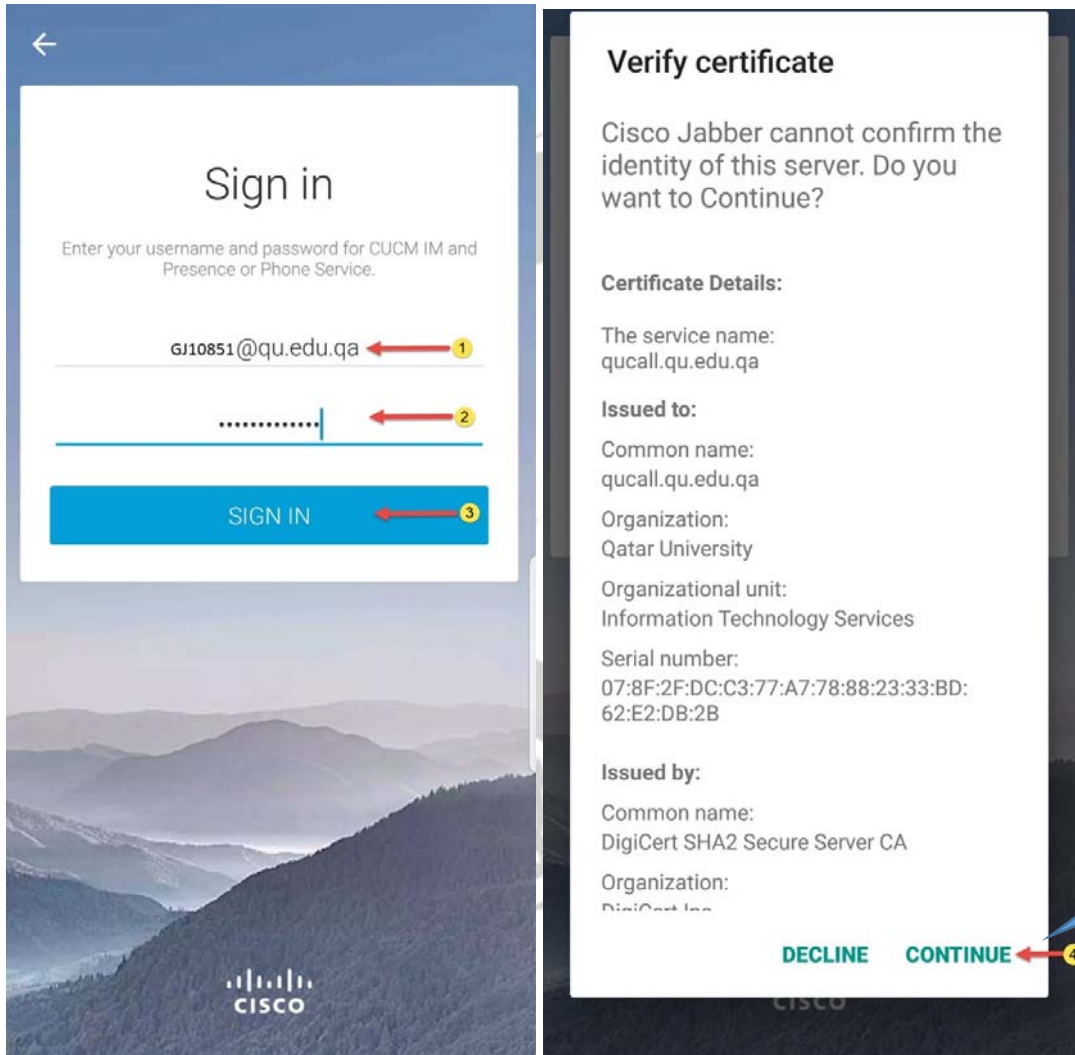 Sign in
Enter your username and password for CUCM IM and
Presence or Phone Service.
GJ10851@qu.edu.qa
1
•••••••••••••
2
SIGN IN
3
CISCO
Verify certificate
Cisco Jabber cannot confirm the
identity of this server. Do you
want to Continue?
Certificate Details:
The service name:
qucall.qu.edu.qa
Issued to:
Common name:
qucall.qu.edu.qa
Organization:
Qatar University
Organizational unit:
Information Technology Services
Serial number:
07:8F:2F:DC:C3:77:A7:78:88:23:33:BD:
62:E2:DB:2B
Issued by:
Common name:
DigiCert SHA2 Secure Server CA
Organization:
DigiCert Inc
DECLINE CONTINUE
4
CISCO